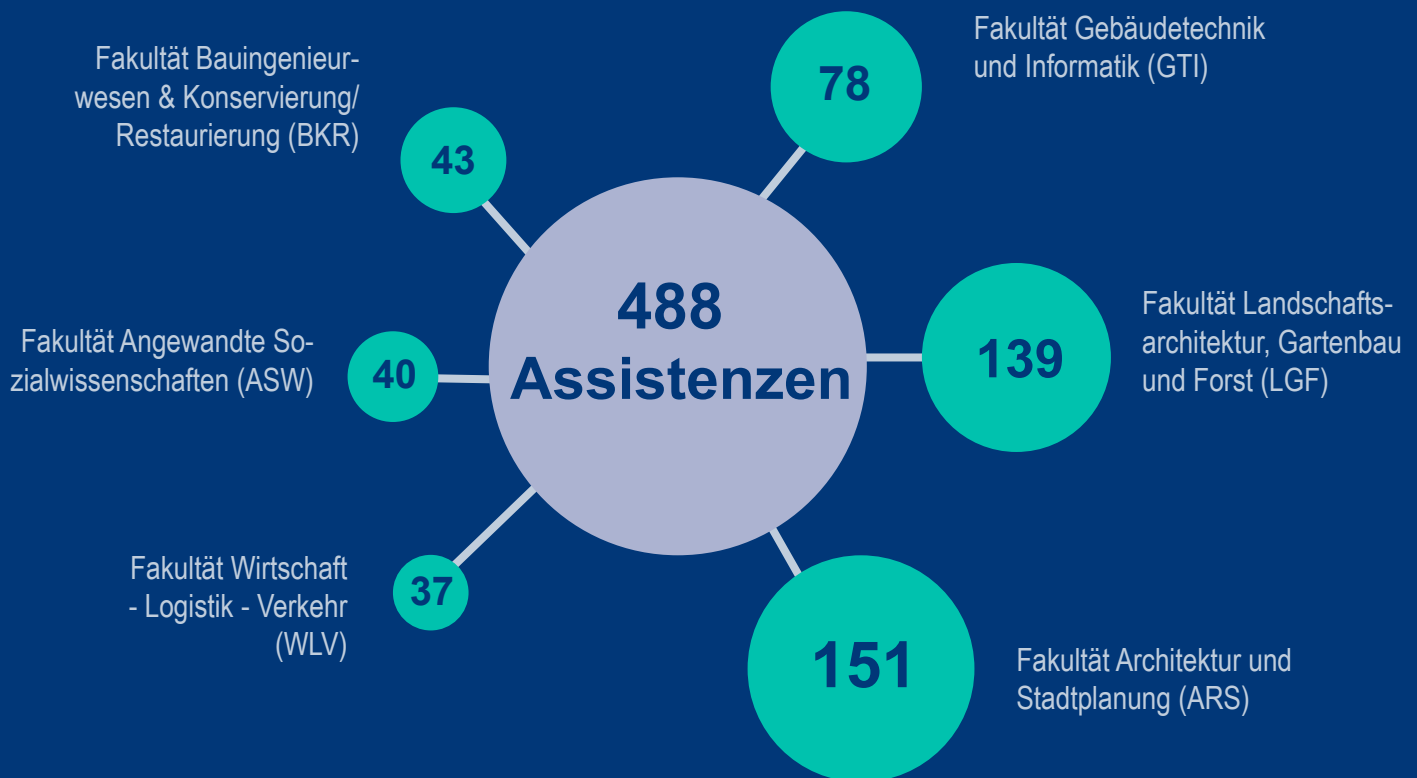 Fakultät Gebäudetechnik
und Informatik (GTI)
78
Fakultät Bauingenieur-
wesen & Konservierung/
Restaurierung (BKR)
43
488
Assistenzen
Fakultät Landschafts-
architektur, Gartenbau
und Forst (LGF)
139
Fakultät Angewandte So-
zialwissenschaften (ASW)
40
Fakultät Wirtschaft
- Logistik - Verkehr
(WLV)
37
151
Fakultät Architektur und
Stadtplanung (ARS)